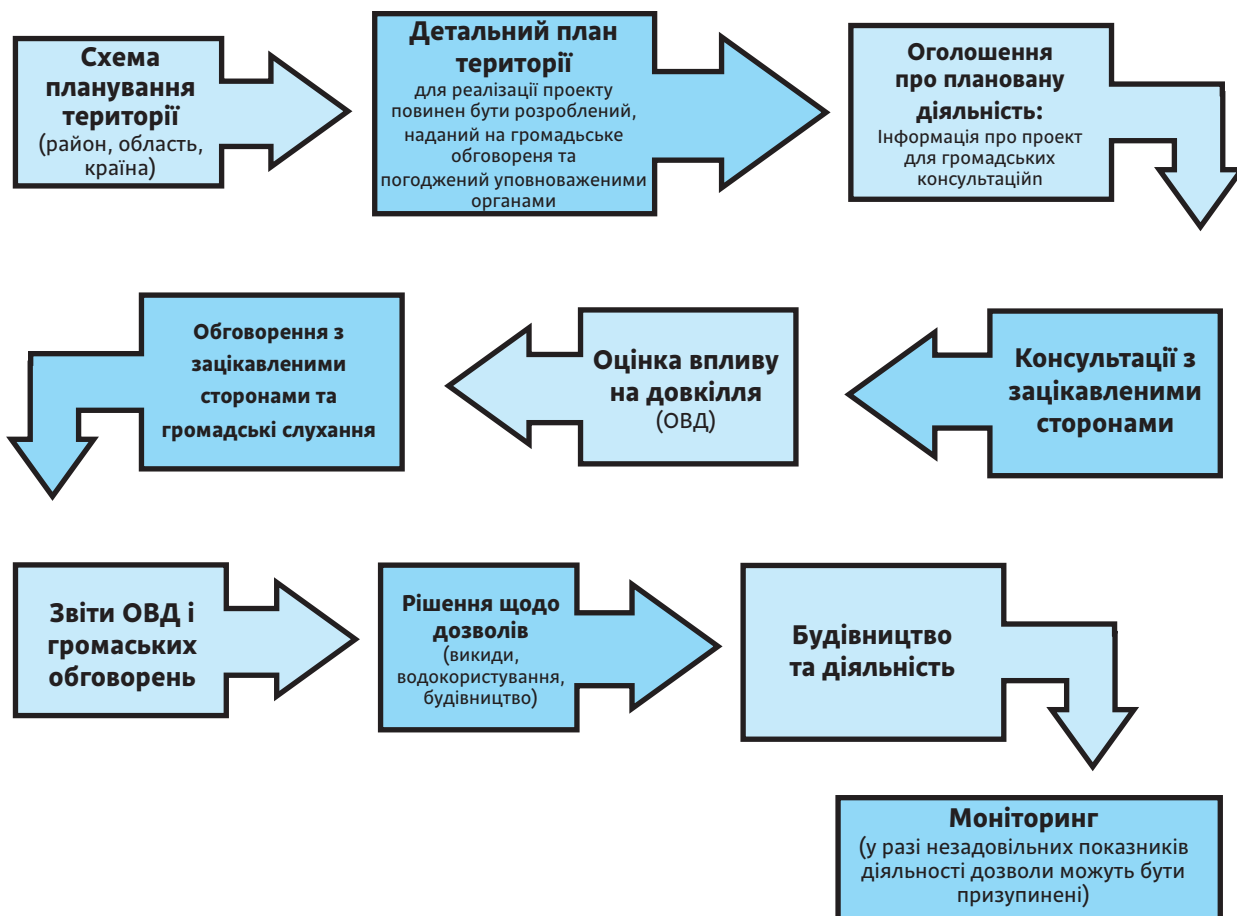 Схема
планування
території
(район, область,
країна)
Детальний план
території
для реалізації проекту
повинен бути розроблений,
наданий на громадьське
обговореня та
погоджений уповноваженими
органами
Оголошення
про плановану
діяльність:
Інформація про проект
для громадських
консультаційn
Консультації з
зацікавленими
сторонами
Оцінка впливу
на довкілля
(ОВД)
Обговорення з
зацікавленими
сторонами та
громадські слухання
Звіти ОВД і
громаських
обговорень
Рішення щодо
дозволів
(викиди,
водокористування,
будівництво)
Будівництво
та діяльність
Моніторинг
(у разі незадовільних показників
діяльності дозволи можуть бути
призупинені)